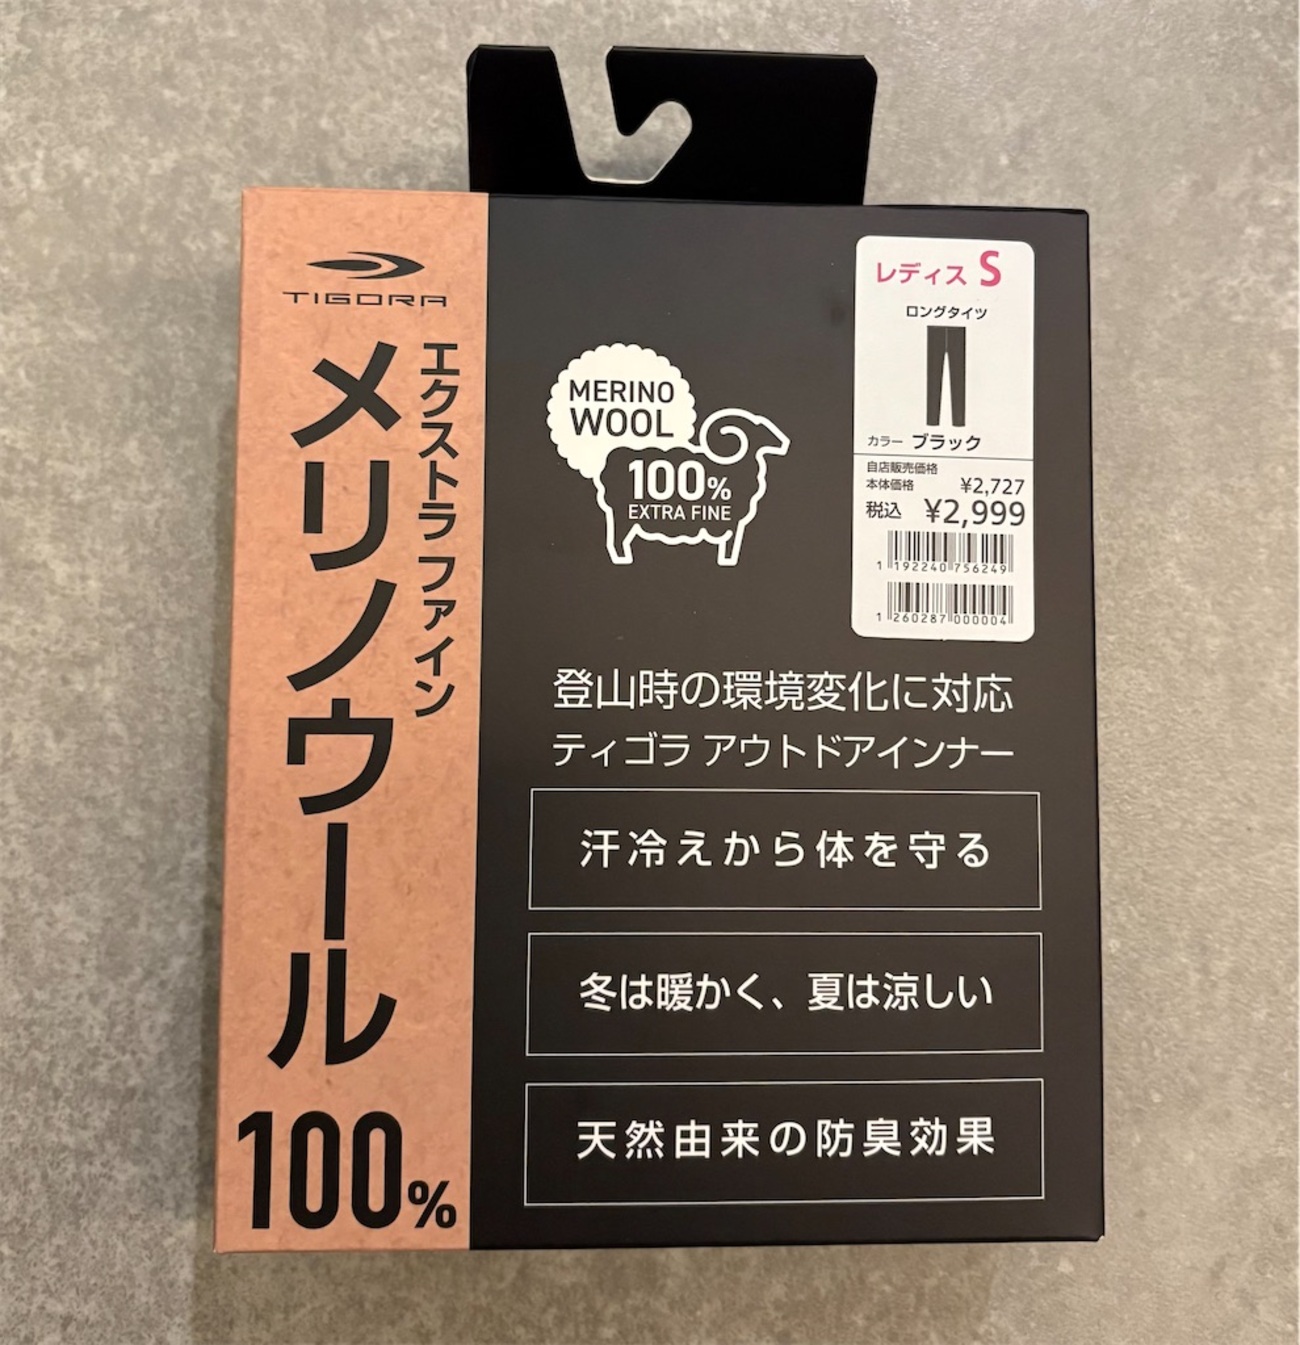 TIGORA
エクストラ ファイン
メリノウール
100%
MERINO
WOOL
100%
EXTRA FINE
レディス S
ロングタイツ
カラー ブラック
自店販売価格
本体価格 ¥2,727
税込 ¥2,999
1 192240 756249
1 260287 000004
登山時の環境変化に対応
ティゴラ アウトドアインナー
汗冷えから体を守る
冬は暖かく、夏は涼しい
天然由来の防臭効果